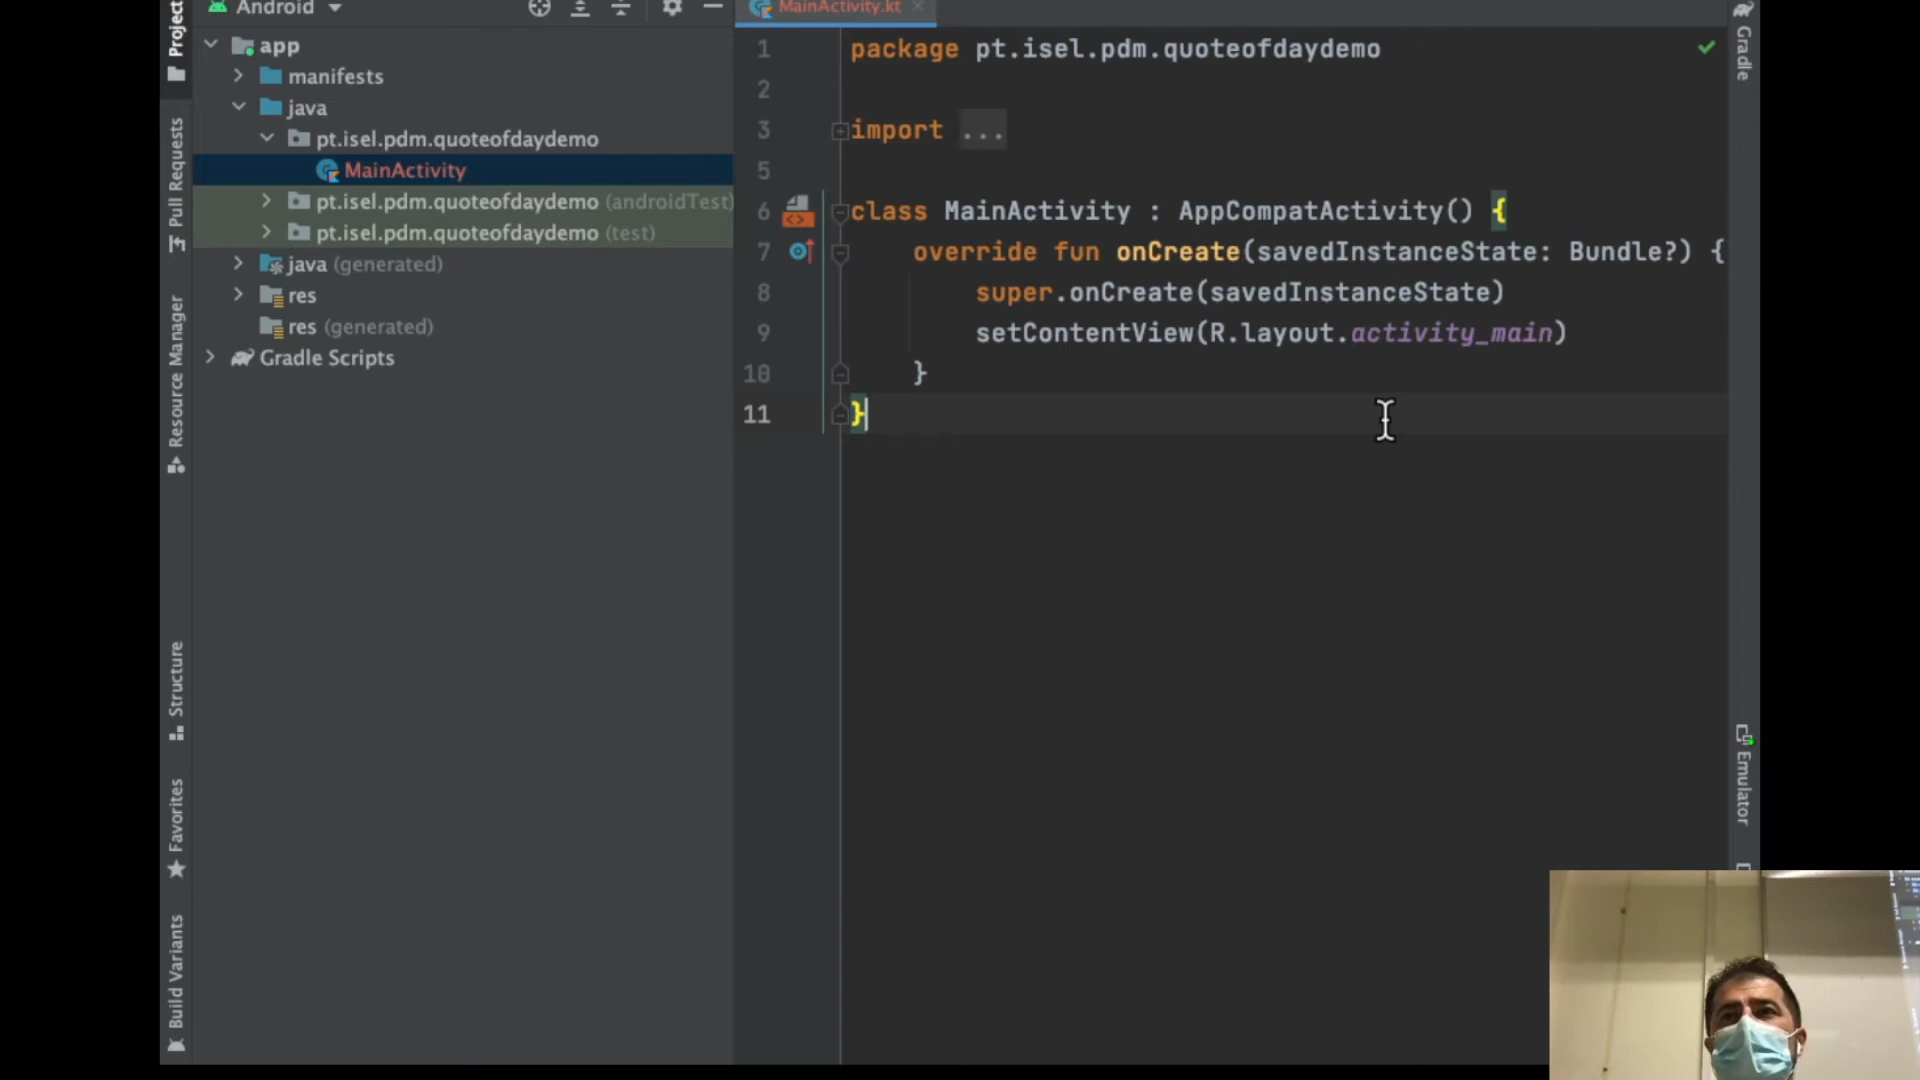 Project
Android
MainActivity.kt
Gradle
app
manifests
java
pt.isel.pdm.quoteofdaydemo
MainActivity
pt.isel.pdm.quoteofdaydemo (androidTest)
pt.isel.pdm.quoteofdaydemo (test)
java (generated)
res
res (generated)
Gradle Scripts
Pull Requests
Resource Manager
Structure
Favorites
Build Variants
1 package pt.isel.pdm.quoteofdaydemo
2
3 import ...
5
6 class MainActivity : AppCompatActivity() {
7 override fun onCreate(savedInstanceState: Bundle?) {
8 super.onCreate(savedInstanceState)
9 setContentView(R.layout.activity_main)
10 }
11 }
Emulator